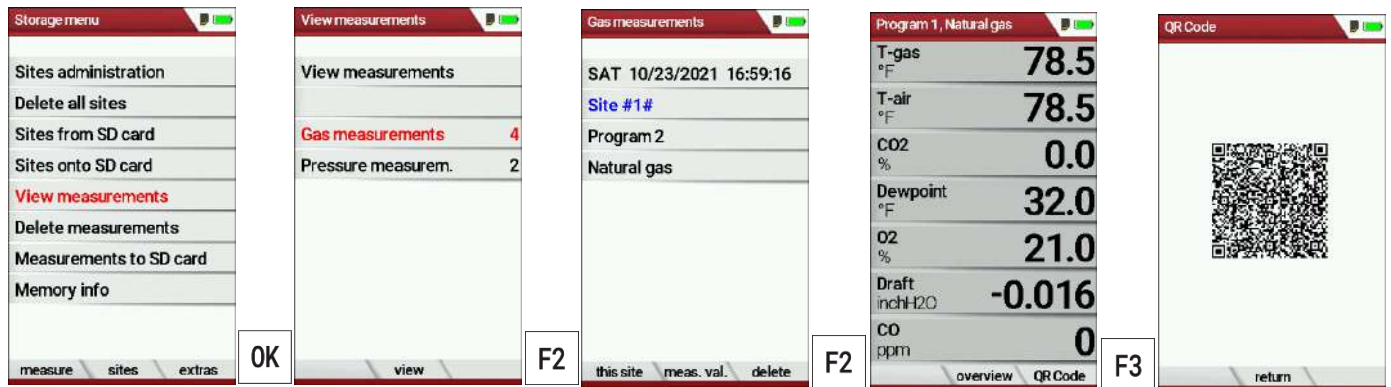 Storage menu
Sites administration
Delete all sites
Sites from SD card
Sites onto SD card
View measurements
Delete measurements
Measurements to SD card
Memory info
measure sites extras
OK
View measurements
View measurements
Gas measurements 4
Pressure measurem. 2
view
F2
Gas measurements
SAT 10/23/2021 16:59:16
Site #1#
Program 2
Natural gas
this site meas. val. delete
F2
Program 1, Natural gas
T-gas
°F 78.5
T-air
°F 78.5
CO2
% 0.0
Dewpoint
°F 32.0
O2
% 21.0
Draft
inchH2O -0.016
CO
ppm 0
overview QR Code
F3
QR Code
return